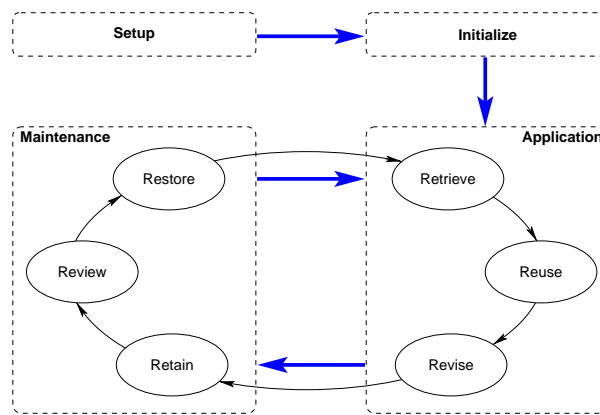 Setup
Initialize
Maintenance
Application
Restore
Retrieve
Review
Reuse
Retain
Revise